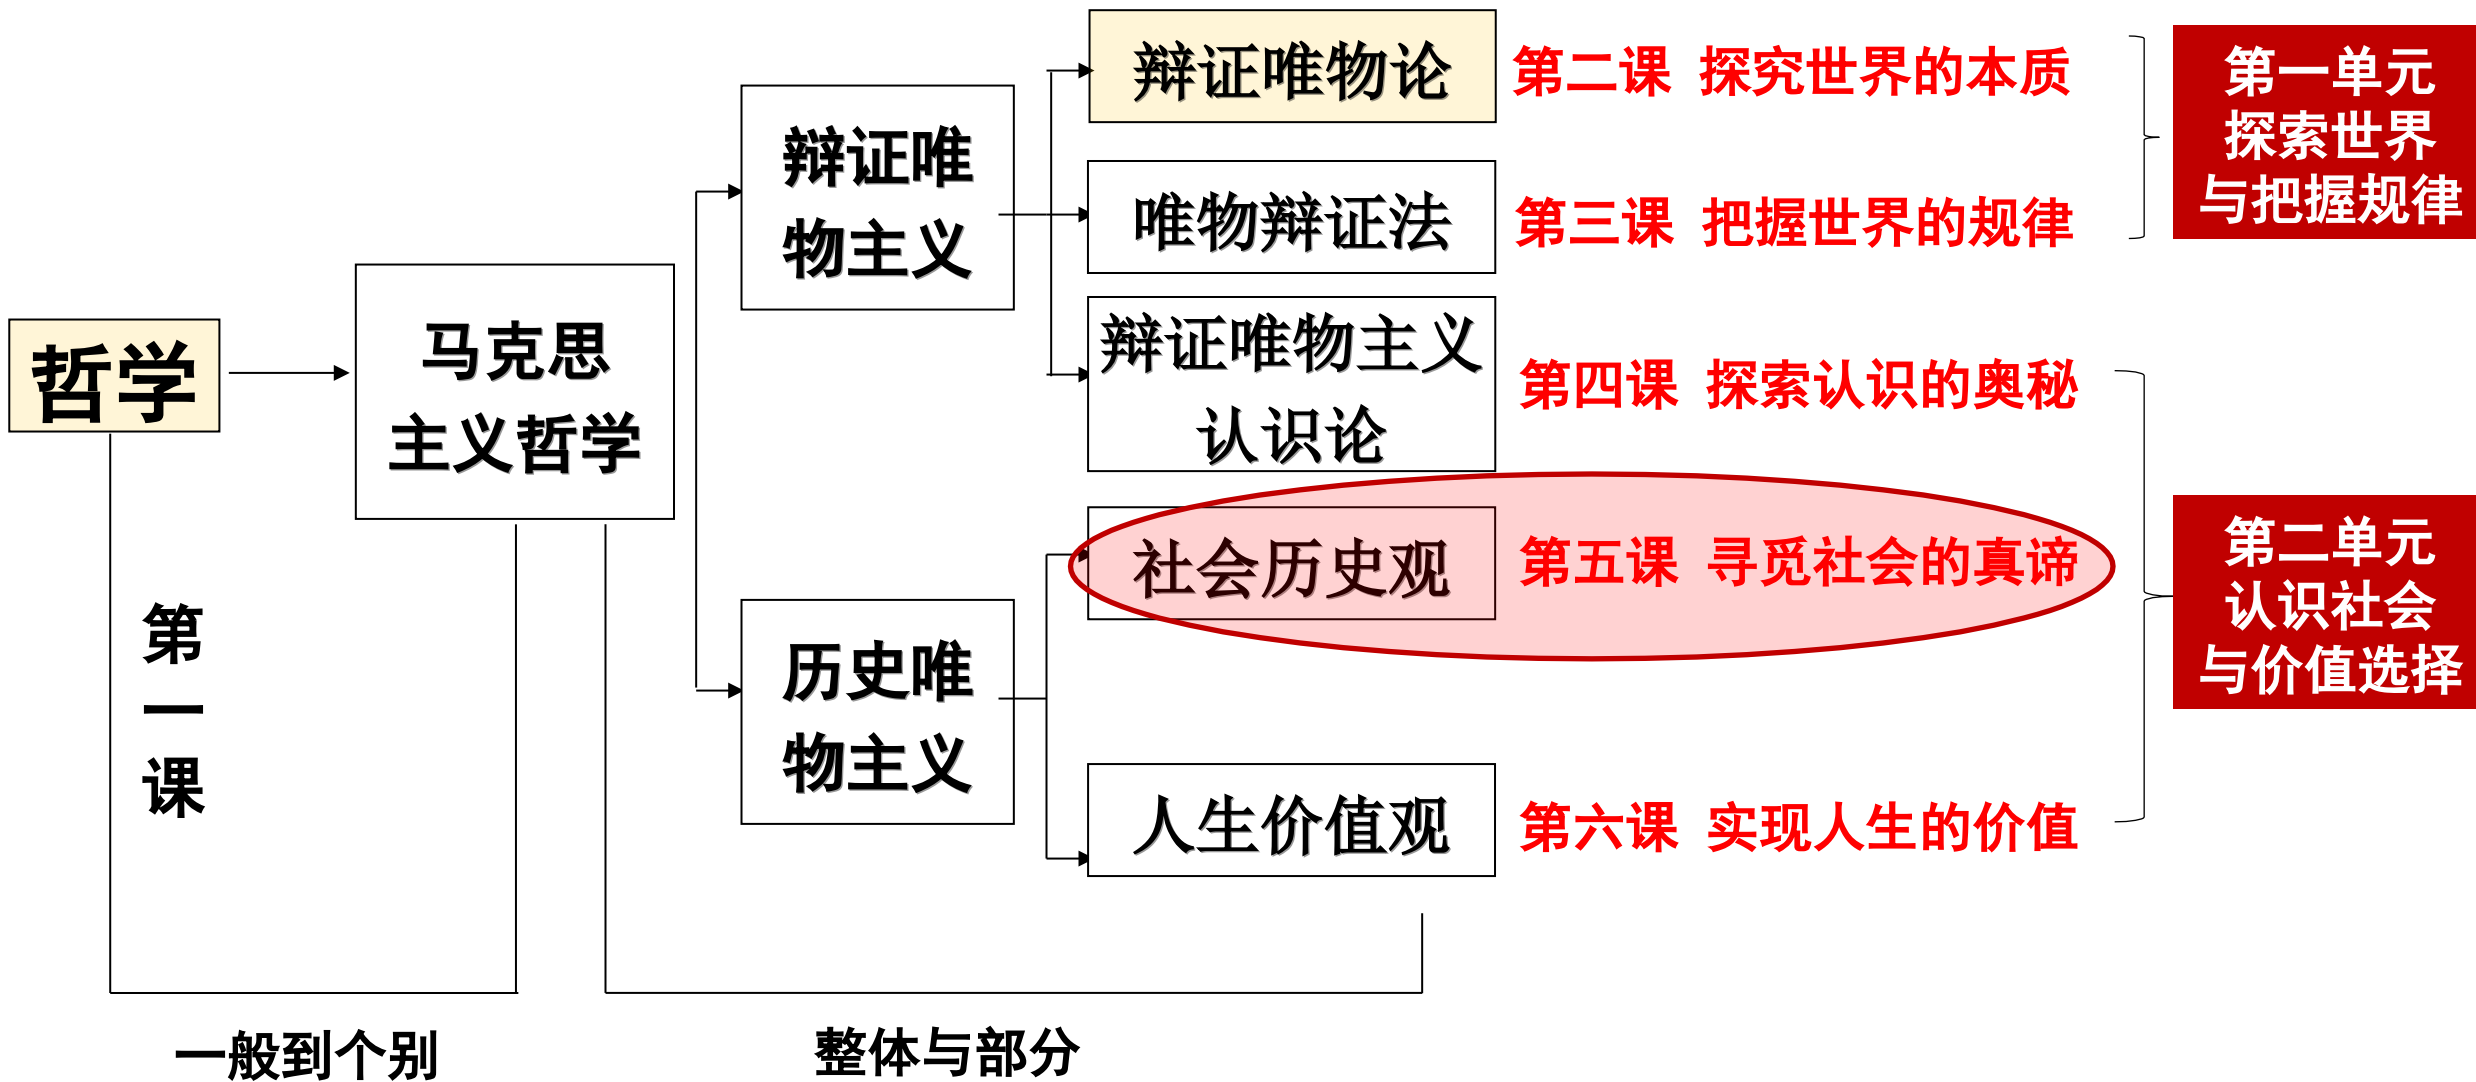 哲学
第
一
课
马克思
主义哲学
辩证唯
物主义
历史唯
物主义
辩证唯物论
第二课 探究世界的本质
唯物辩证法
第三课 把握世界的规律
辩证唯物主义
认识论
第四课 探索认识的奥秘
社会历史观
第五课 寻觅社会的真谛
人生价值观
第六课 实现人生的价值
第一单元
探索世界
与把握规律
第二单元
认识社会
与价值选择
一般到个别
整体与部分